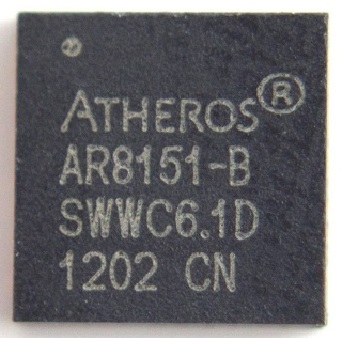 ATHEROS®
AR8151-B
SWWC6.1D
1202 CN